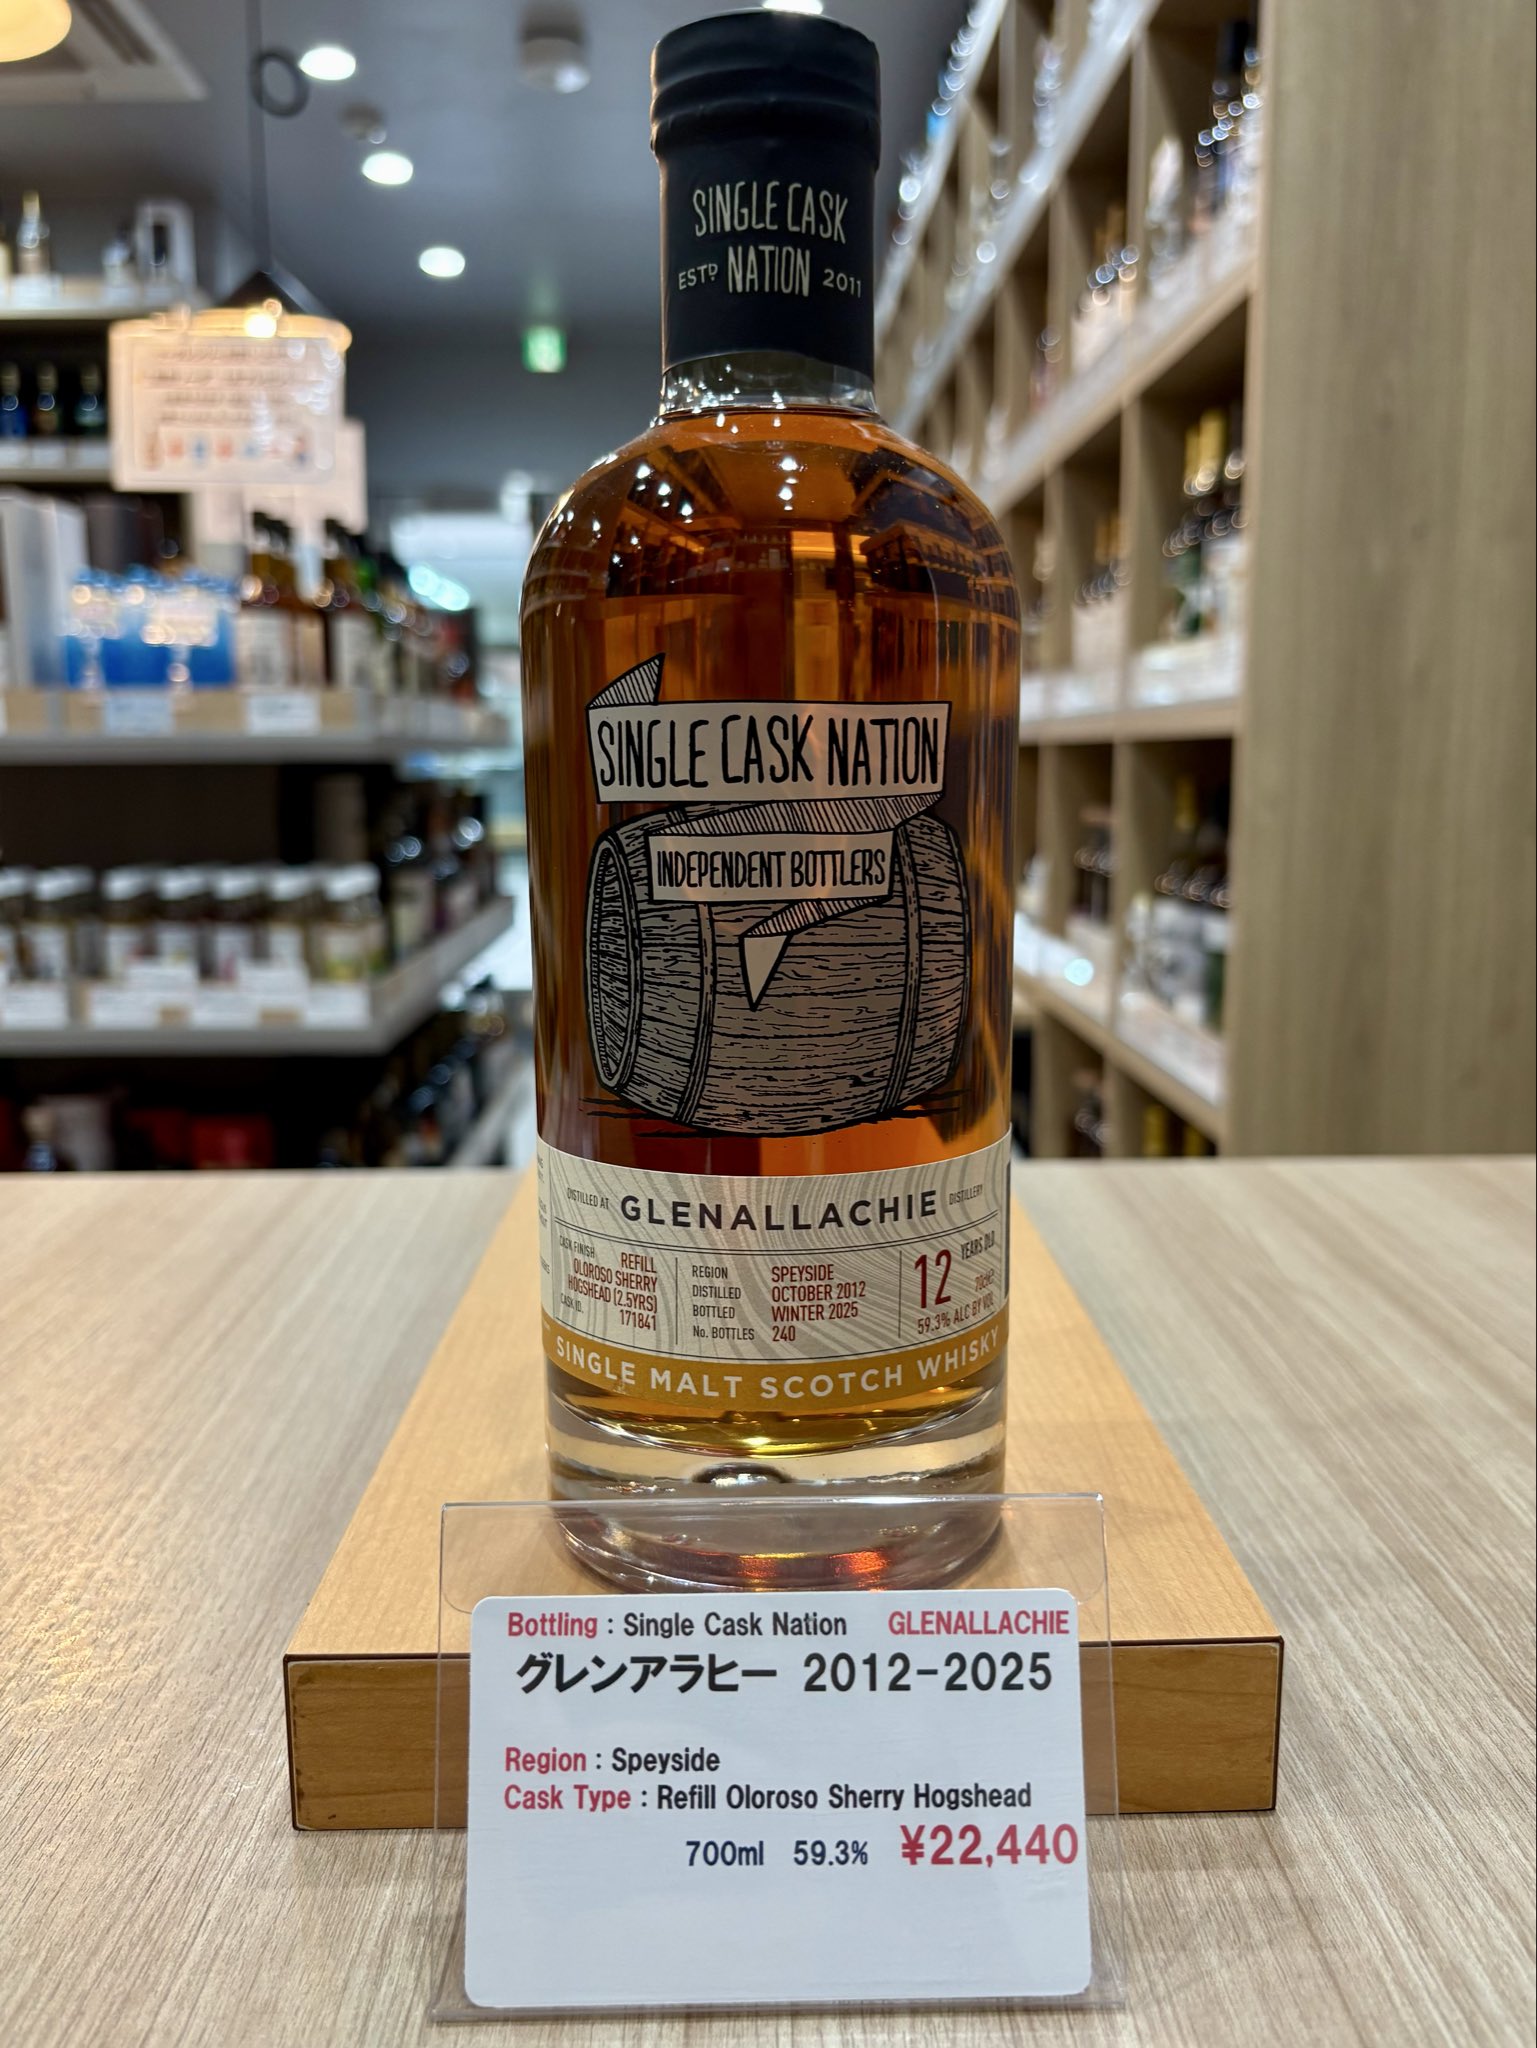 SINGLE CASK
ESTD NATION 2011
SINGLE CASK NATION
INDEPENDENT BOTTLERS
DISTILLED AT GLENALLACHIE DISTILLERY
CASK FINISH REFILL
OLOROSO SHERRY
HOGSHEAD (2.5YRS)
CASK ID. 171841
REGION SPEYSIDE
DISTILLED OCTOBER 2012
BOTTLED WINTER 2025
No. BOTTLES 240
12 YEARS OLD
70cl℮
59.3% ALC BY VOL
SINGLE MALT SCOTCH WHISKY
Bottling : Single Cask Nation GLENALLACHIE
グレンアラヒー 2012-2025
Region : Speyside
Cask Type : Refill Oloroso Sherry Hogshead
700ml 59.3% ¥22,440